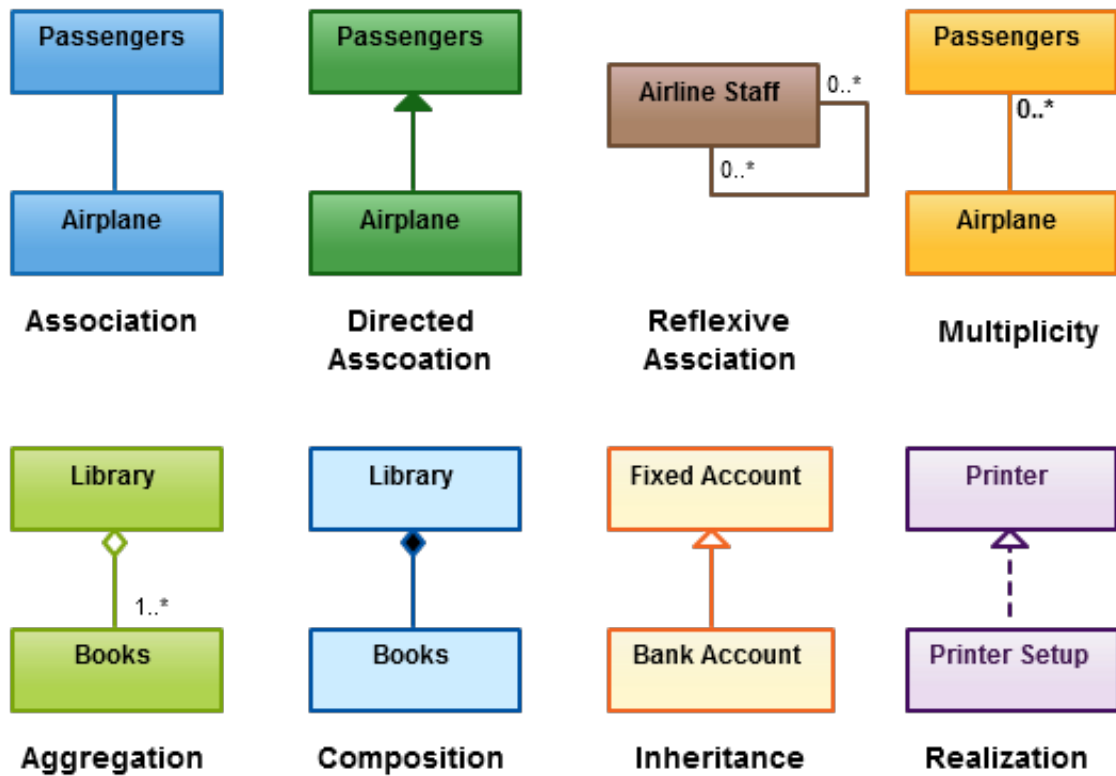 Passengers
Airplane
Association
Passengers
Airplane
Directed
Asscoation
Airline Staff
0..*
0..*
Reflexive
Assciation
Passengers
0..*
Airplane
Multiplicity
Library
1..*
Books
Aggregation
Library
Books
Composition
Fixed Account
Bank Account
Inheritance
Printer
Printer Setup
Realization